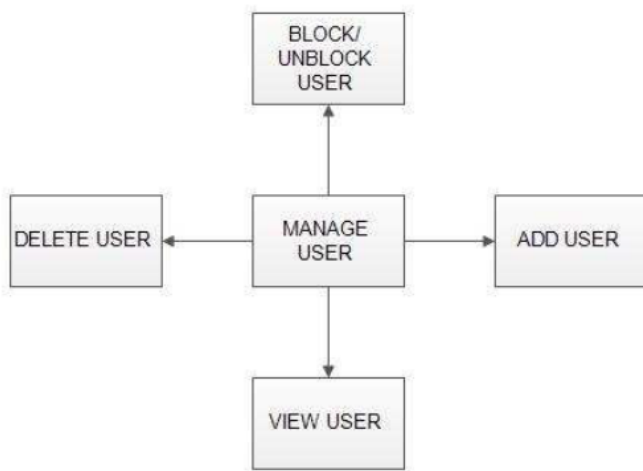 BLOCK/
UNBLOCK
USER
DELETE USER
MANAGE
USER
ADD USER
VIEW USER